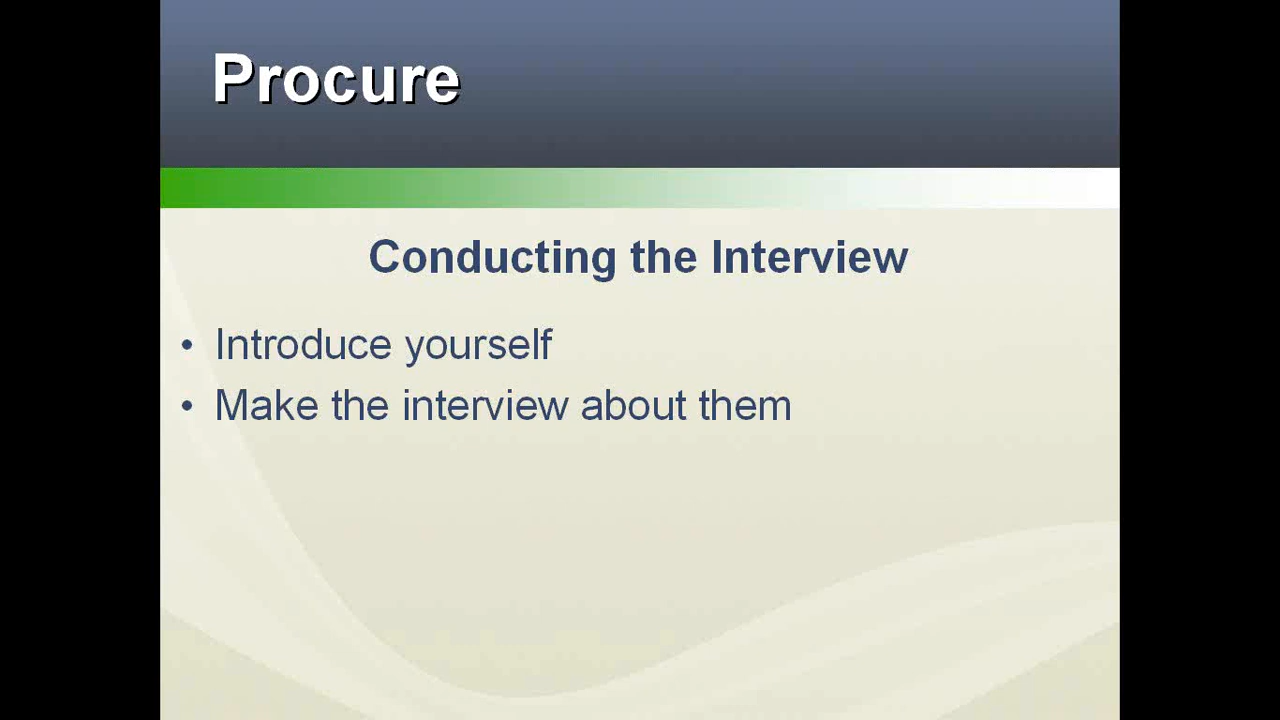 Procure
Conducting the Interview
• Introduce yourself
• Make the interview about them